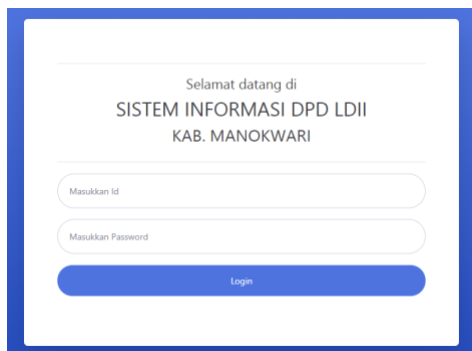 Selamat datang di
SISTEM INFORMASI DPD LDII
KAB. MANOKWARI
Masukkan Id
Masukkan Password
Login